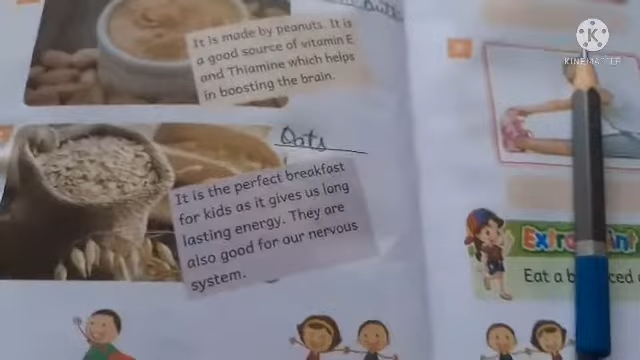 It is made by peanuts. It is
a good source of vitamin E
and Thiamine which helps
in boosting the brain.
Oats
It is the perfect breakfast
for kids as it gives us long
lasting energy. They are
also good for our nervous
system.
KINEMASTER
Eat a